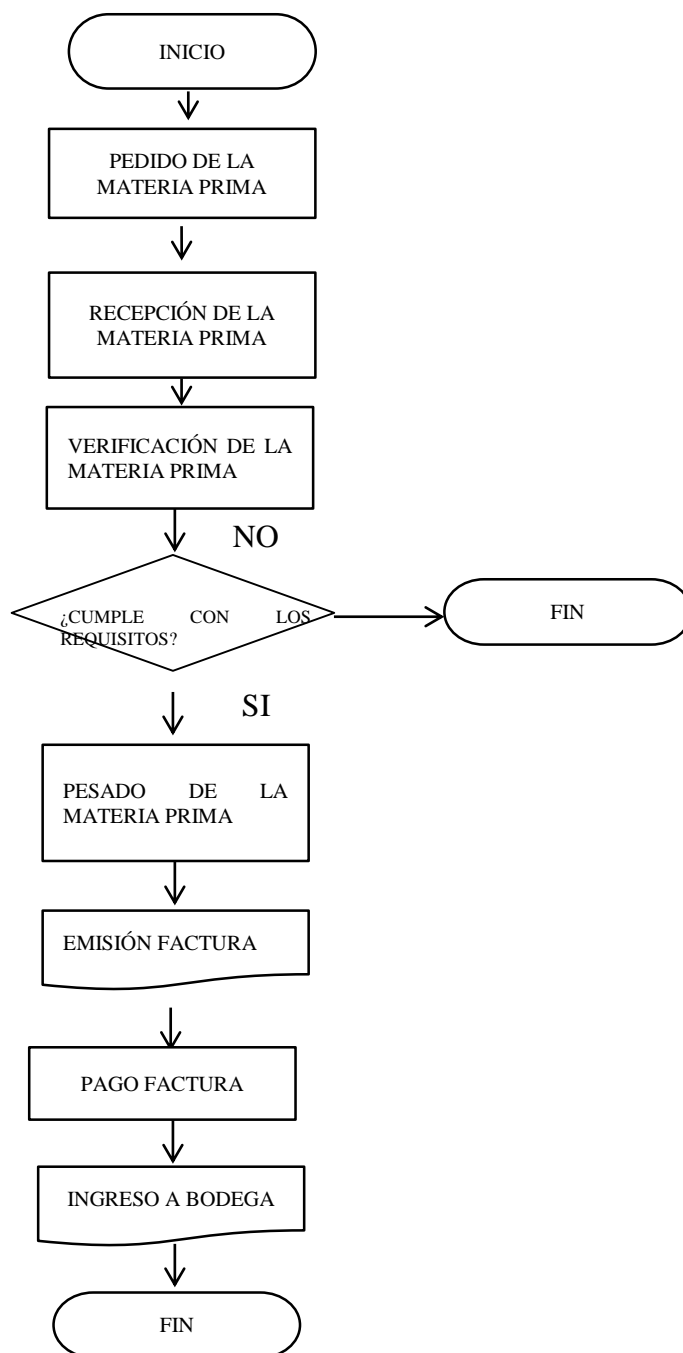 INICIO
PEDIDO DE LA
MATERIA PRIMA
RECEPCIÓN DE LA
MATERIA PRIMA
VERIFICACIÓN DE LA
MATERIA PRIMA
NO
¿CUMPLE CON LOS
REQUISITOS?
FIN
SI
PESADO DE LA
MATERIA PRIMA
EMISIÓN FACTURA
PAGO FACTURA
INGRESO A BODEGA
FIN